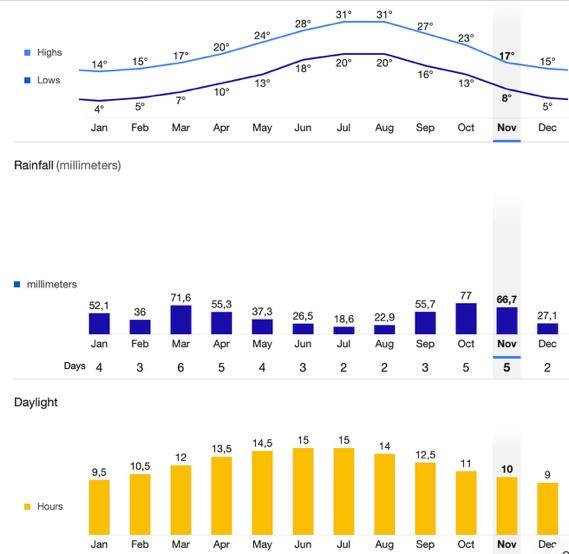 31° 31°
28° 27°
24° 23°
20°
17° 17°
14° 15° 15°
Highs
Lows
20° 20°
18°
16°
13° 13°
10°
7° 8°
4° 5° 5°
Jan Feb Mar Apr May Jun Jul Aug Sep Oct Nov Dec
Rainfall (millimeters)
millimeters
52,1 36 71,6 55,3 37,3 26,5 18,6 22,9 55,7 77 66,7 27,1
Jan Feb Mar Apr May Jun Jul Aug Sep Oct Nov Dec
Days 4 3 6 5 4 3 2 2 3 5 5 2
Daylight
9,5 10,5 12 13,5 14,5 15 15 14 12,5 11 10 9
Hours
Jan Feb Mar Apr May Jun Jul Aug Sep Oct Nov Dec